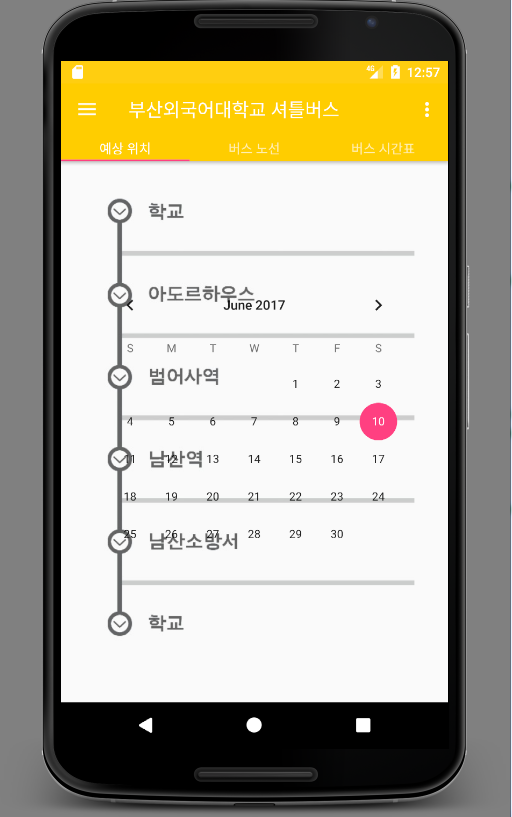 4G 12:57
부산외국어대학교 셔틀버스
예상 위치 버스 노선 버스 시간표
학교
아도르하우스
June 2017
S M T W T F S
범어사역
1 2 3
4 5 6 7 8 9 10
남산역
11 12 13 14 15 16 17
18 19 20 21 22 23 24
25 26 27 28 29 30
남산소방서
학교